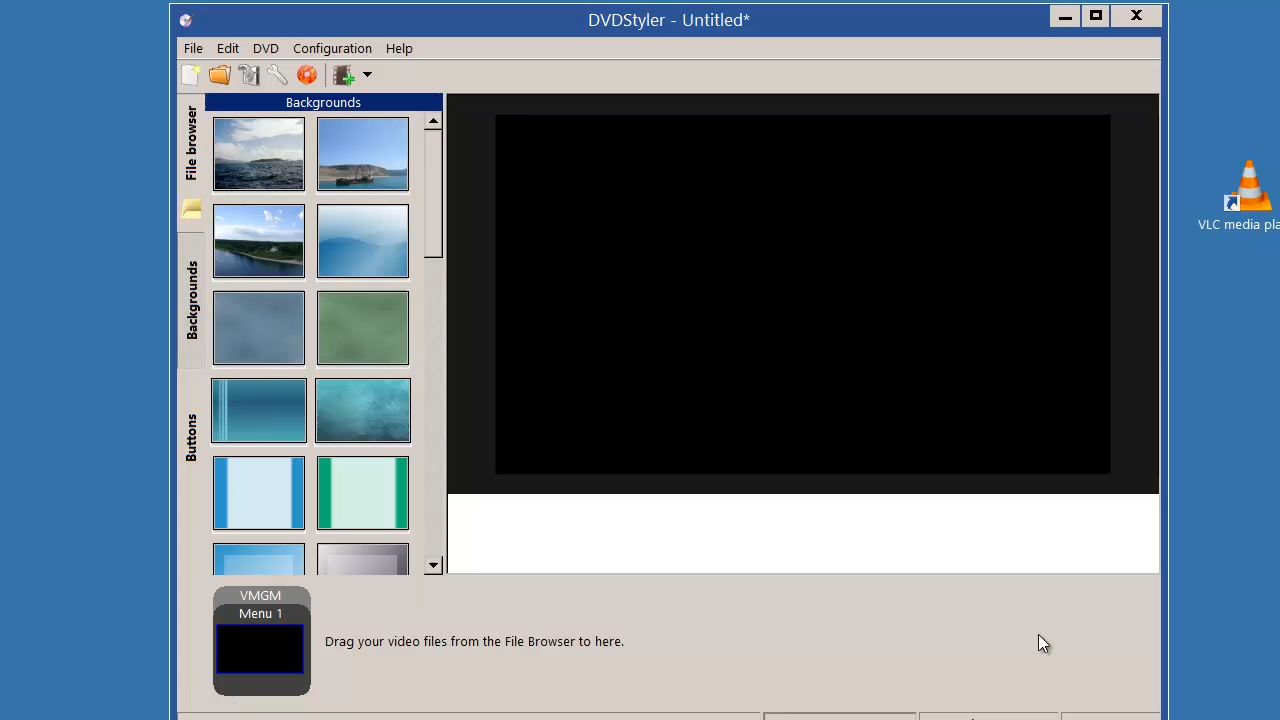 DVDStyler - Untitled*
File Edit DVD Configuration Help
File browser
Backgrounds
Backgrounds
Buttons
VMGM
Menu 1
Drag your video files from the File Browser to here.
VLC media pla